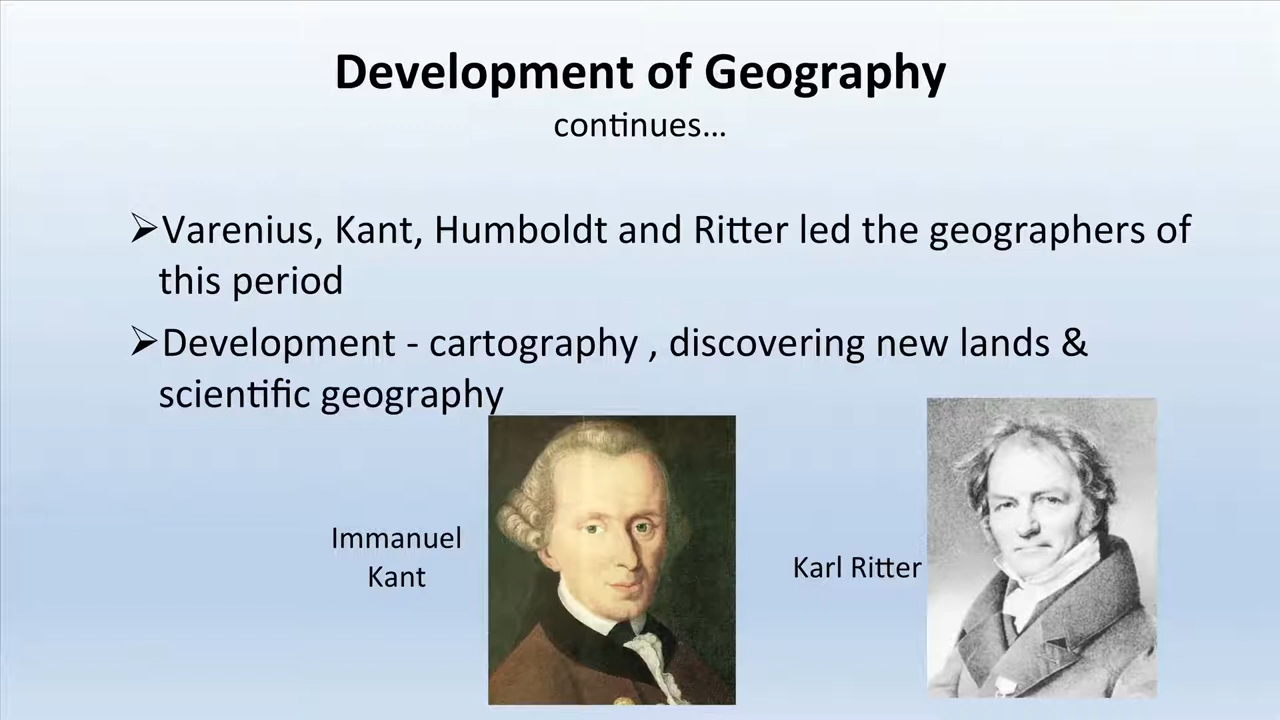 Development of Geography
continues...
➢Varenius, Kant, Humboldt and Ritter led the geographers of
this period
➢Development - cartography , discovering new lands &
scientific geography
Immanuel
Kant
Karl Ritter